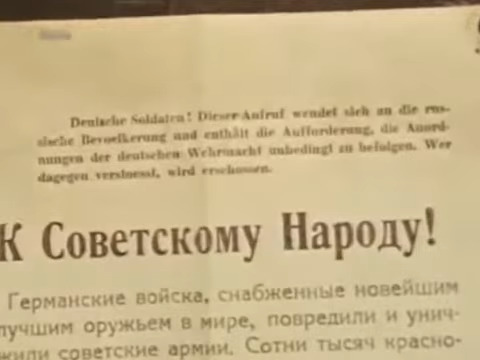 Deutsche Soldaten! Dieser Aufruf wendet sich an die rus-
sische Bevoelkerung und enthält die Aufforderung, die Anord-
nungen der deutschen Wehrmacht unbedingt zu befolgen. Wer
dagegen verstoesst, wird erschossen.
К Советскому Народу!
Германские войска, снабженные новейшим
лучшим оружьем в мире, повредили и унич-
жили советские армии. Сотни тысяч красно-